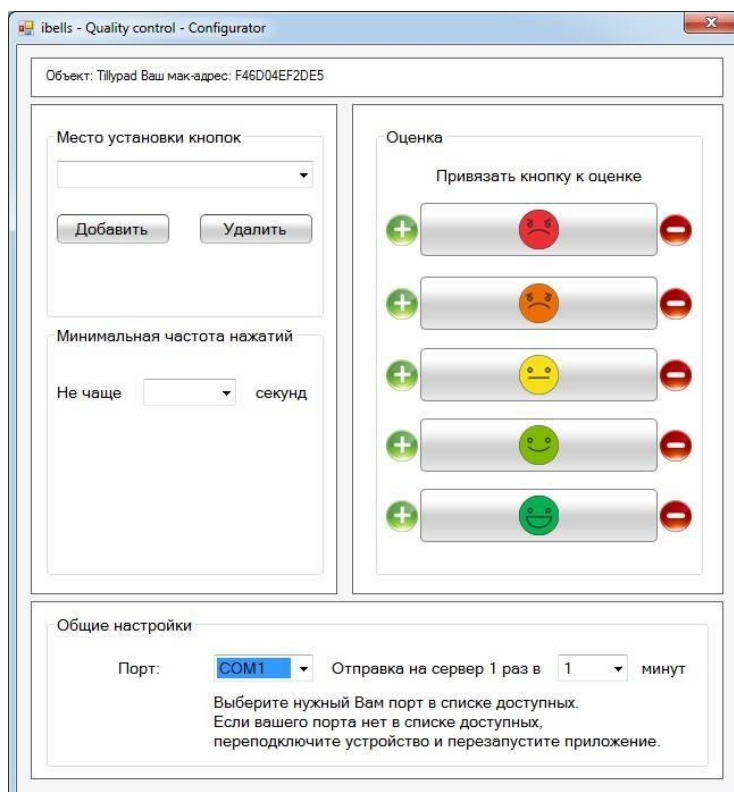 ibells - Quality control - Configurator
Объект: Tillypad Ваш мак-адрес: F46D04EF2DE5
Место установки кнопок
Добавить Удалить
Минимальная частота нажатий
Не чаще секунд
Оценка
Привязать кнопку к оценке
Общие настройки
Порт: COM1 Отправка на сервер 1 раз в 1 минут
Выберите нужный Вам порт в списке доступных.
Если вашего порта нет в списке доступных,
переподключите устройство и перезапустите приложение.